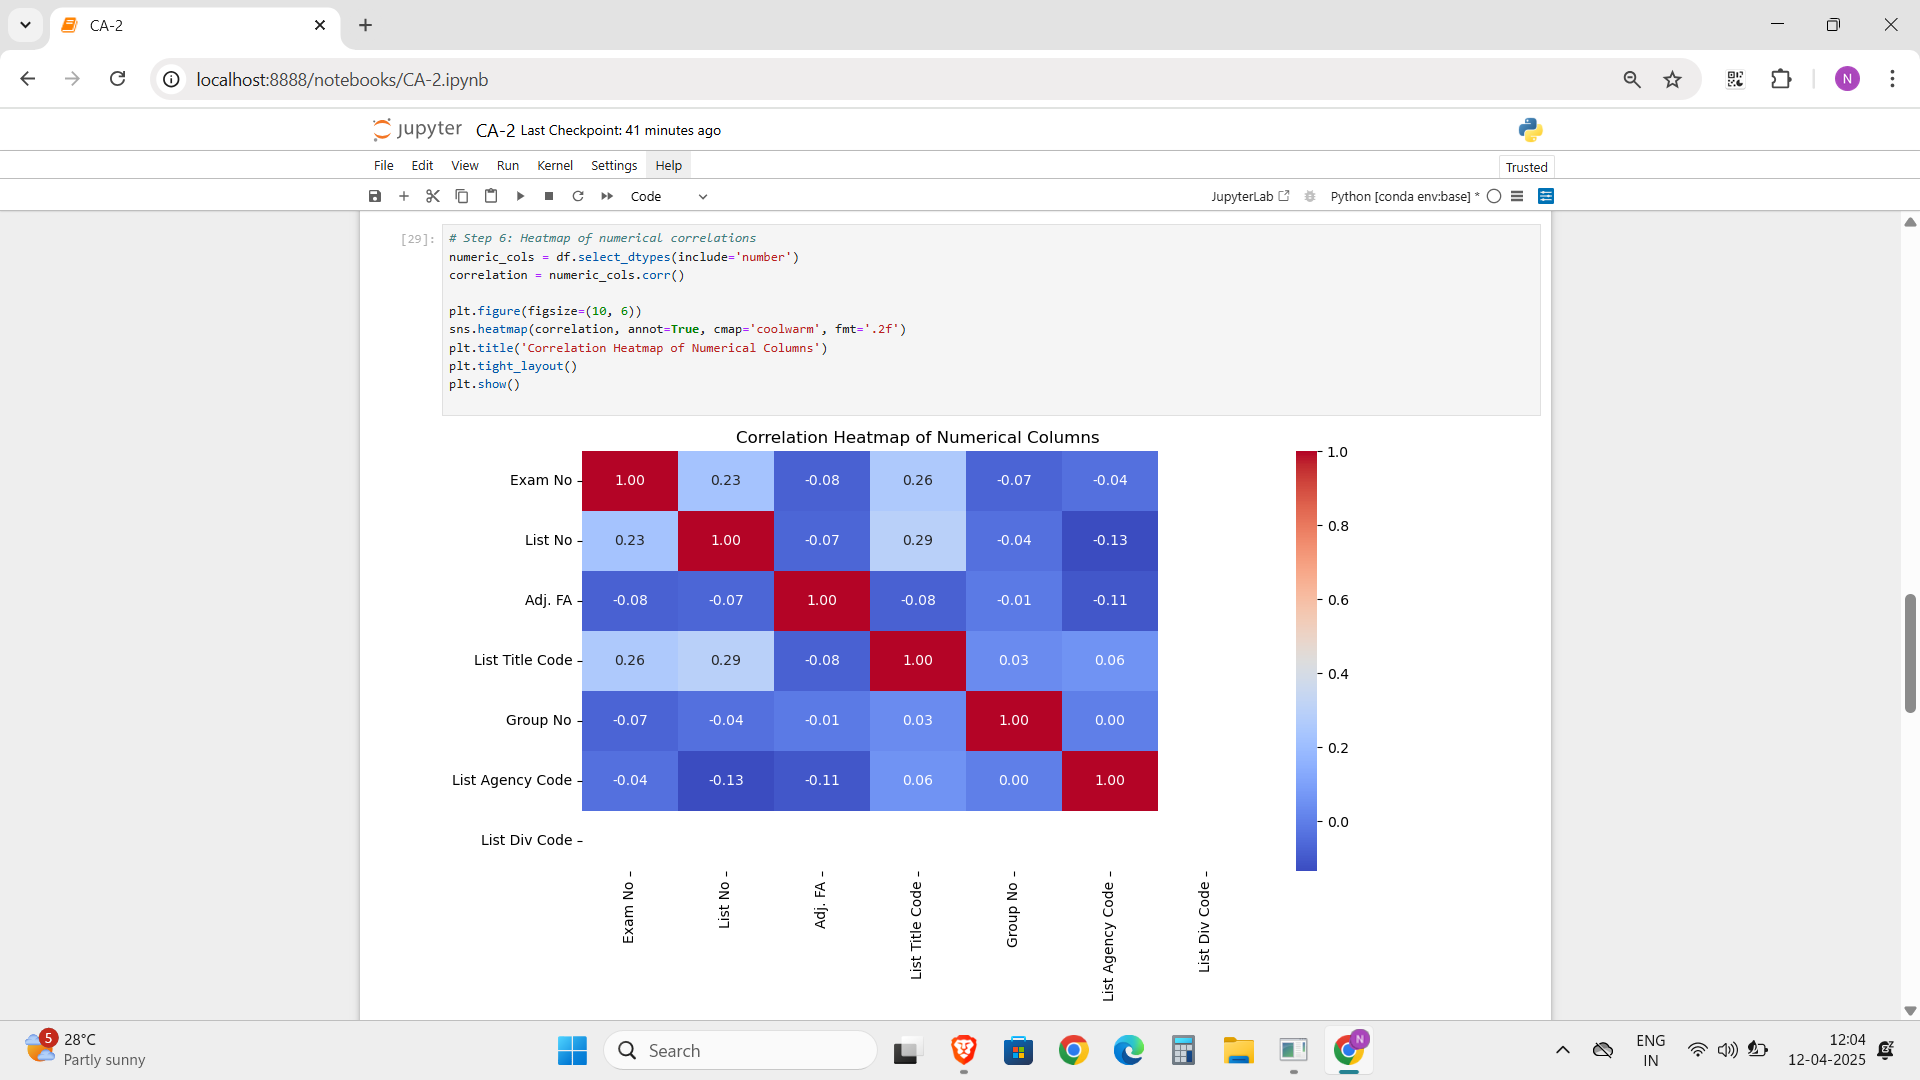 CA-2
localhost:8888/notebooks/CA-2.ipynb
N
jupyter CA-2 Last Checkpoint: 41 minutes ago
File Edit View Run Kernel Settings Help
Trusted
Code
JupyterLab
Python [conda env:base] *
[29]:
# Step 6: Heatmap of numerical correlations
numeric_cols = df.select_dtypes(include='number')
correlation = numeric_cols.corr()
plt.figure(figsize=(10, 6))
sns.heatmap(correlation, annot=True, cmap='coolwarm', fmt='.2f')
plt.title('Correlation Heatmap of Numerical Columns')
plt.tight_layout()
plt.show()
Correlation Heatmap of Numerical Columns
Exam No 1.00 0.23 -0.08 0.26 -0.07 -0.04
List No 0.23 1.00 -0.07 0.29 -0.04 -0.13
Adj. FA -0.08 -0.07 1.00 -0.08 -0.01 -0.11
List Title Code 0.26 0.29 -0.08 1.00 0.03 0.06
Group No -0.07 -0.04 -0.01 0.03 1.00 0.00
List Agency Code -0.04 -0.13 -0.11 0.06 0.00 1.00
List Div Code
Exam No
List No
Adj. FA
List Title Code
Group No
List Agency Code
List Div Code
1.0
0.8
0.6
0.4
0.2
0.0
5
28°C
Partly sunny
Search
N
ENG
IN
12:04
12-04-2025